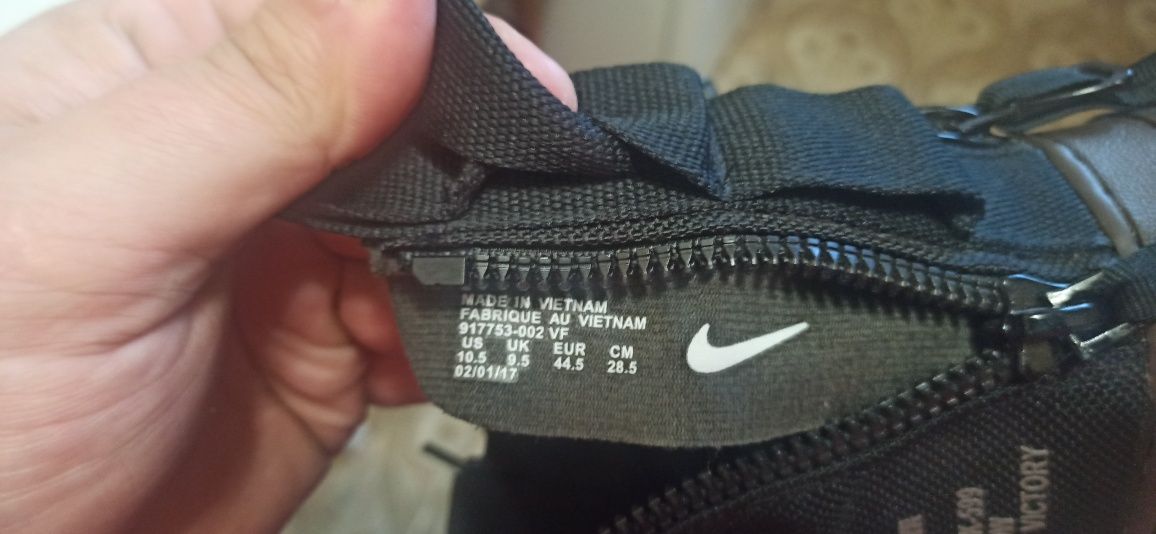 MADE IN VIETNAM
FABRIQUE AU VIETNAM
917753-002 VF
US UK EUR CM
10.5 9.5 44.5 28.5
02/01/17
VICTORY